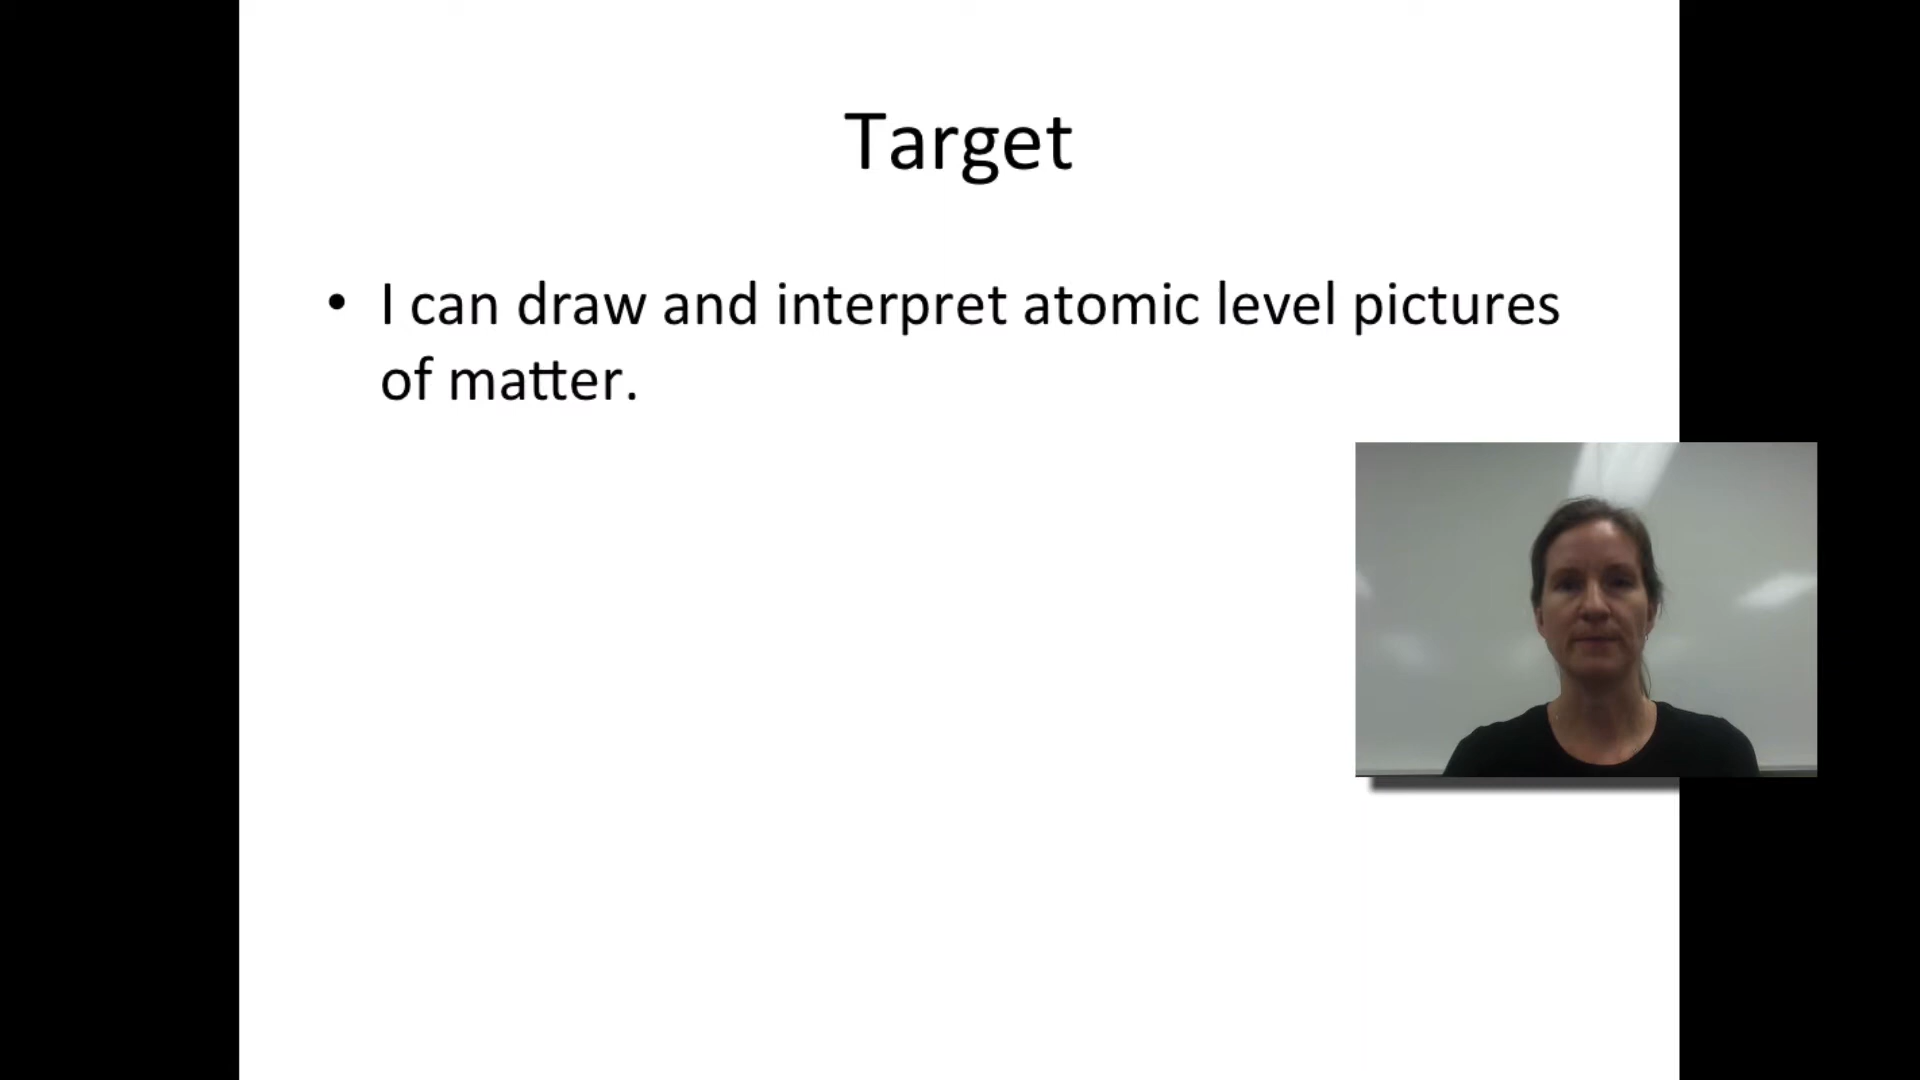 Target
• I can draw and interpret atomic level pictures
of matter.